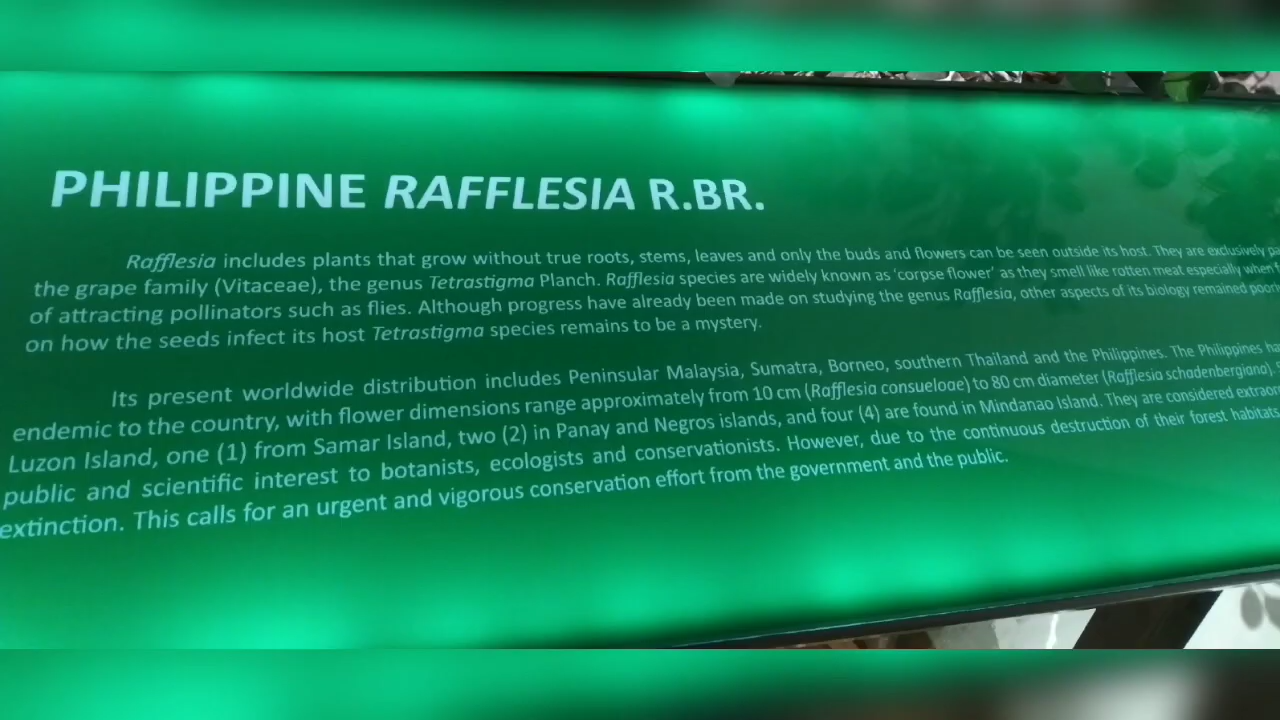 PHILIPPINE RAFFLESIA R.BR.
Rafflesia includes plants that grow without true roots, stems, leaves and only the buds and flowers can be seen outside its host. They are exclusively
the grape family (Vitaceae), the genus Tetrastigma Planch. Rafflesia species are widely known as 'corpse flower' as they smell like rotten meat especially when
of attracting pollinators such as flies. Although progress have already been made on studying the genus Rafflesia, other aspects of its biology remained
on how the seeds infect its host Tetrastigma species remains to be a mystery.
Its present worldwide distribution includes Peninsular Malaysia, Sumatra, Borneo, southern Thailand and the Philippines. The Philippines
endemic to the country, with flower dimensions range approximately from 10 cm (Rafflesia consueloae) to 80 cm diameter (Rafflesia schadenbergiana).
Luzon Island, one (1) from Samar Island, two (2) in Panay and Negros islands, and four (4) are found in Mindanao Island. They are considered
public and scientific interest to botanists, ecologists and conservationists. However, due to the continuous destruction of their forest habitats
extinction. This calls for an urgent and vigorous conservation effort from the government and the public.